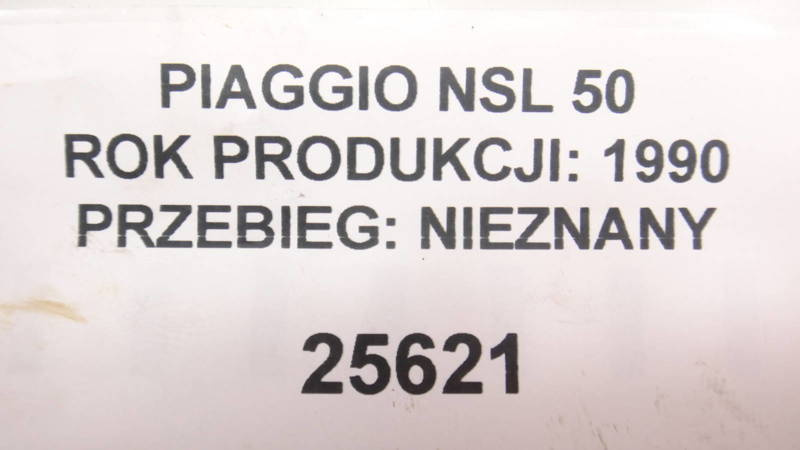 PIAGGIO NSL 50
ROK PRODUKCJI: 1990
PRZEBIEG: NIEZNANY
25621